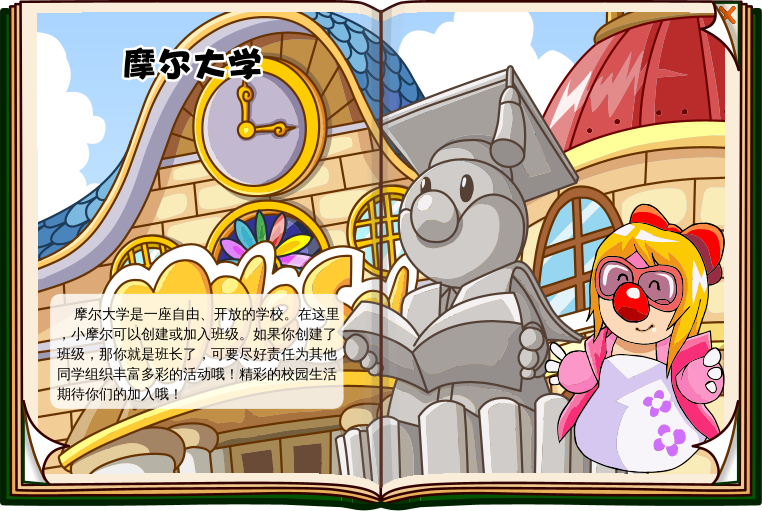 摩尔大学
摩尔大学是一座自由、开放的学校。在这里
，小摩尔可以创建或加入班级。如果你创建了
班级，那你就是班长了，可要尽好责任为其他
同学组织丰富多彩的活动哦！精彩的校园生活
期待你们的加入哦！